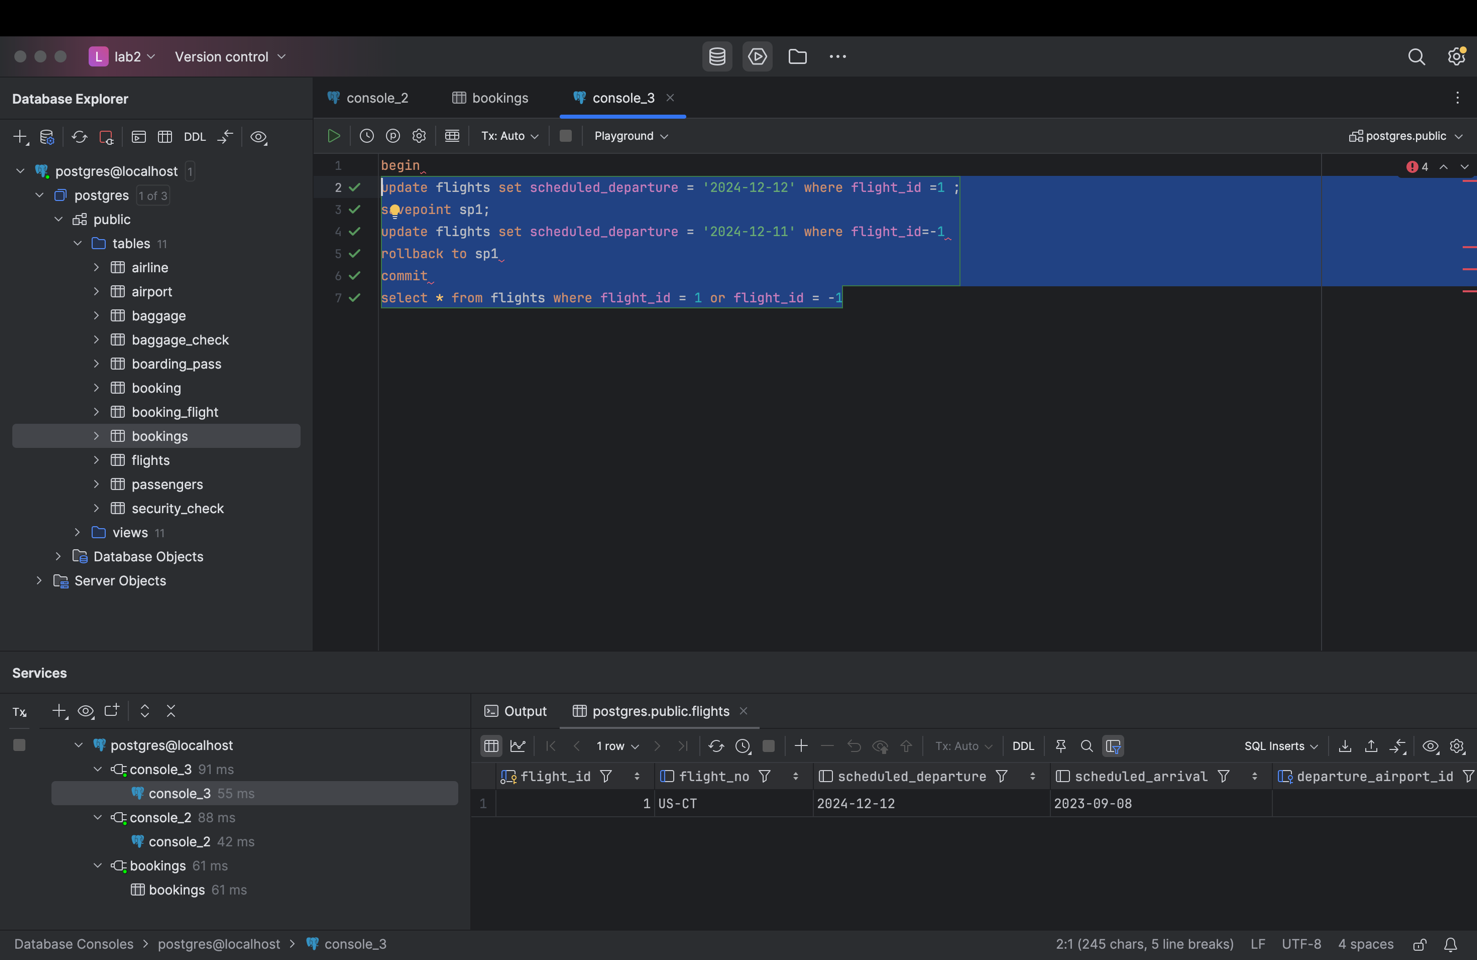 L lab2 Version control
Database Explorer
console_2 bookings console_3
DDL
Tx: Auto Playground postgres.public
postgres@localhost 1
postgres 1 of 3
public
tables 11
airline
airport
baggage
baggage_check
boarding_pass
booking
booking_flight
bookings
flights
passengers
security_check
views 11
Database Objects
Server Objects
4
1 begin
2 update flights set scheduled_departure = '2024-12-12' where flight_id =1 ;
3 s vepoint sp1;
4 update flights set scheduled_departure = '2024-12-11' where flight_id=-1
5 rollback to sp1
6 commit
7 select * from flights where flight_id = 1 or flight_id = -1
Services
Tx
postgres@localhost
console_3 91 ms
console_3 55 ms
console_2 88 ms
console_2 42 ms
bookings 61 ms
bookings 61 ms
Output postgres.public.flights
1 row Tx: Auto DDL SQL Inserts
flight_id flight_no scheduled_departure scheduled_arrival departure_airport_id
1 1 US-CT 2024-12-12 2023-09-08
Database Consoles > postgres@localhost > console_3 2:1 (245 chars, 5 line breaks) LF UTF-8 4 spaces